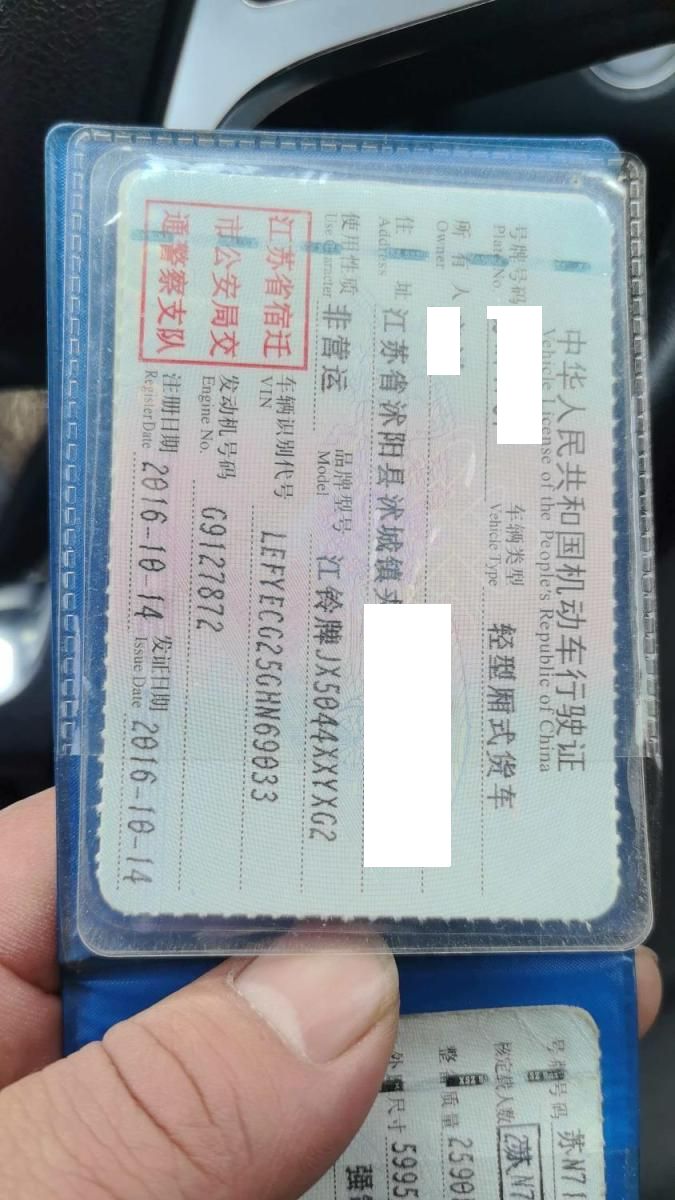 中华人民共和国机动车行驶证
Vehicle License of the People's Republic of China
号牌号码
Plate No.
车辆类型
Vehicle Type
轻型厢式货车
所有人
Owner
住址
Address
江苏省沭阳县沭城镇
使用性质
Use Character
非营运
品牌型号
Model
江铃牌JX5044XXYXG2
车辆识别代号
VIN
LEFYECG25GHN69033
发动机号码
Engine No.
G9127872
注册日期
Register Date
2016-10-14
发证日期
Issue Date
2016-10-14
江苏省宿迁
市公安局交
通警察支队
号牌号码 苏N71
核定载人数
苏N7
整备质量 2590
外廓尺寸 5995
强